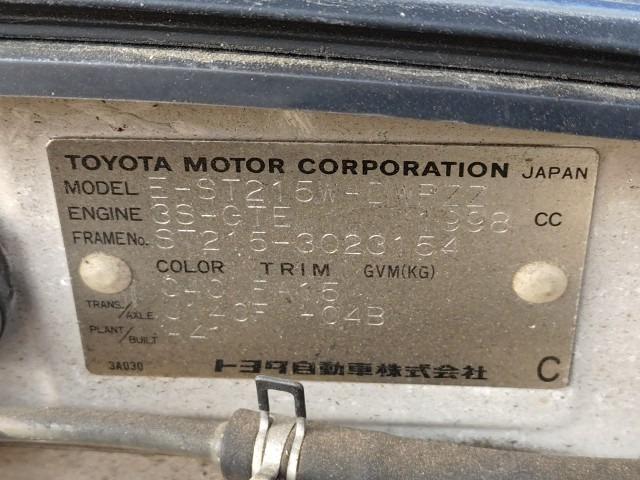 TOYOTA MOTOR CORPORATION JAPAN
MODEL E-ST215W-
ENGINE 3S-GTE 1998 CC
FRAME No. ST215-3023154
COLOR TRIM GVM(KG)
TRANS./AXLE -04B
PLANT/BUILT
3A030 トヨタ自動車株式会社 C